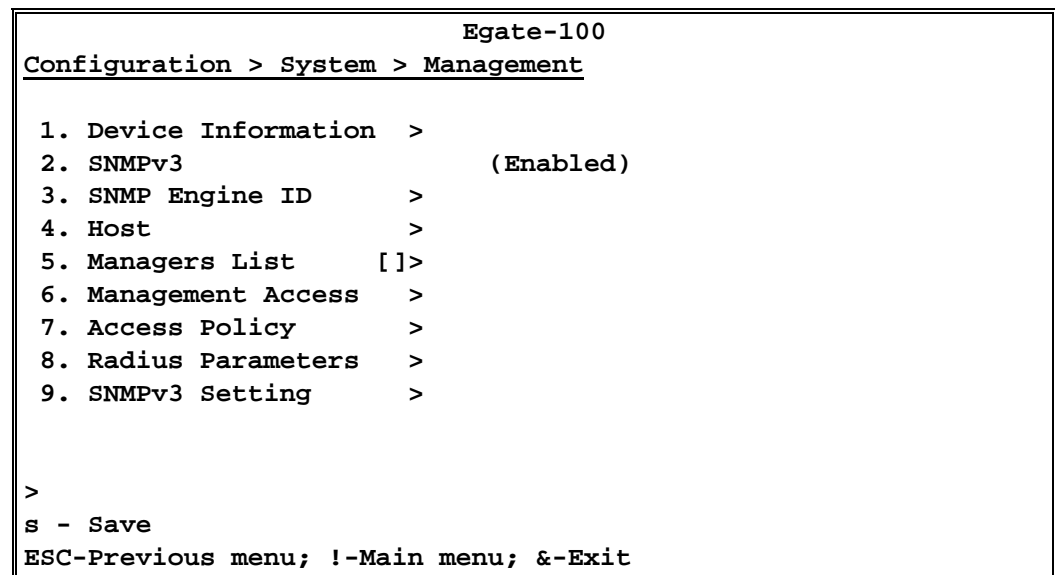 Egate-100
Configuration > System > Management
1. Device Information >
2. SNMPv3 (Enabled)
3. SNMP Engine ID >
4. Host >
5. Managers List []>
6. Management Access >
7. Access Policy >
8. Radius Parameters >
9. SNMPv3 Setting >
>
s - Save
ESC-Previous menu; !-Main menu; &-Exit